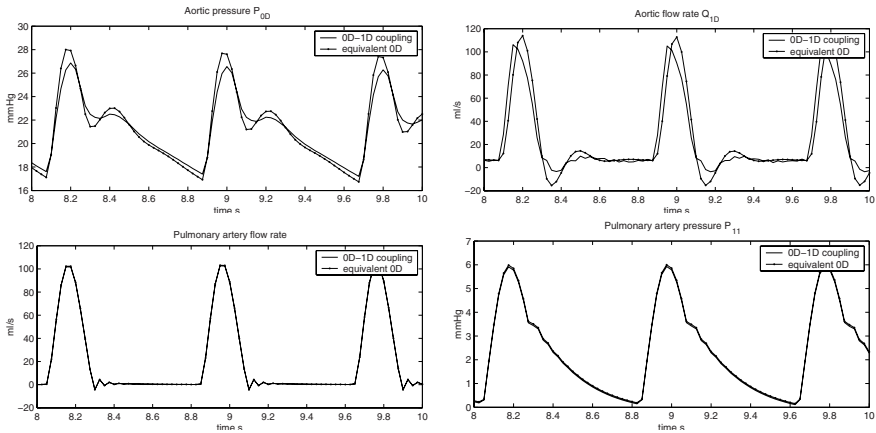 Aortic pressure P0D
30
28
26
24
22
20
18
16
mmHg
0D−1D coupling
equivalent 0D
8 8.2 8.4 8.6 8.8 9 9.2 9.4 9.6 9.8 10
time s
Aortic flow rate Q1D
120
100
80
60
40
20
0
−20
ml/s
0D−1D coupling
equivalent 0D
8 8.2 8.4 8.6 8.8 9 9.2 9.4 9.6 9.8 10
time s
Pulmonary artery flow rate
120
100
80
60
40
20
0
−20
ml/s
0D−1D coupling
equivalent 0D
8 8.2 8.4 8.6 8.8 9 9.2 9.4 9.6 9.8 10
time s
Pulmonary artery pressure P11
7
6
5
4
3
2
1
0
mmHg
0D−1D coupling
equivalent 0D
8 8.2 8.4 8.6 8.8 9 9.2 9.4 9.6 9.8 10
time s